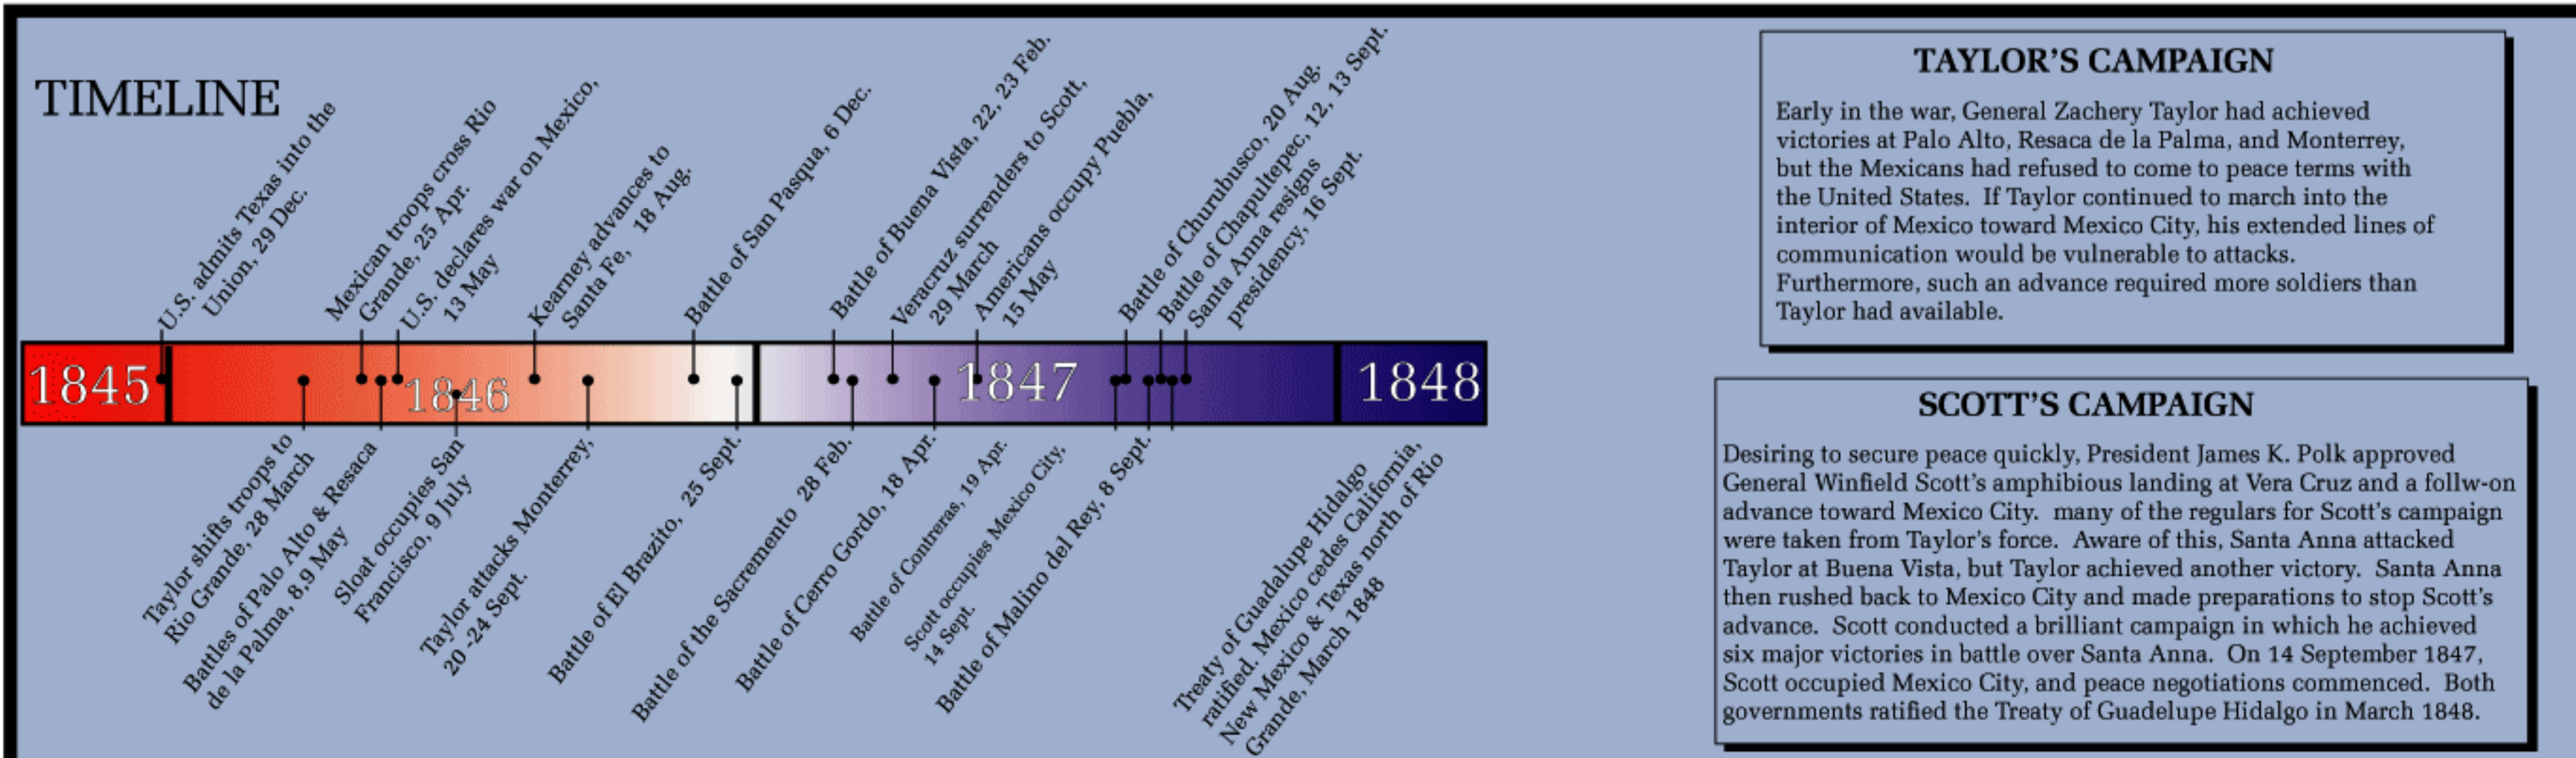 TIMELINE
U.S. admits Texas into the
Union, 29 Dec.
Mexican troops cross Rio
Grande, 25 Apr.
U.S. declares war on Mexico,
13 May
Kearney advances to
Santa Fe, 18 Aug.
Battle of San Pasqua, 6 Dec.
Battle of Buena Vista, 22, 23 Feb.
Veracruz surrenders to Scott,
29 March
Americans occupy Puebla,
15 May
Battle of Churubusco, 20 Aug.
Battle of Chapultepec, 12, 13 Sept.
Santa Anna resigns
presidency, 16 Sept.
1845
1846
1847
1848
Taylor shifts troops to
Rio Grande, 28 March
Battles of Palo Alto & Resaca
de la Palma, 8,9 May
Sloat occupies San
Francisco, 9 July
Taylor attacks Monterrey,
20 -24 Sept.
Battle of El Brazito, 25 Sept.
Battle of the Sacremento 28 Feb.
Battle of Cerro Gordo, 18 Apr.
Battle of Contreras, 19 Apr.
Scott occupies Mexico City,
14 Sept.
Battle of Malino del Rey, 8 Sept.
Treaty of Guadalupe Hidalgo
ratified. Mexico cedes California,
New Mexico & Texas north of Rio
Grande, March 1848
TAYLOR'S CAMPAIGN
Early in the war, General Zachery Taylor had achieved
victories at Palo Alto, Resaca de la Palma, and Monterrey,
but the Mexicans had refused to come to peace terms with
the United States. If Taylor continued to march into the
interior of Mexico toward Mexico City, his extended lines of
communication would be vulnerable to attacks.
Furthermore, such an advance required more soldiers than
Taylor had available.
SCOTT'S CAMPAIGN
Desiring to secure peace quickly, President James K. Polk approved
General Winfield Scott's amphibious landing at Vera Cruz and a follw-on
advance toward Mexico City. many of the regulars for Scott's campaign
were taken from Taylor's force. Aware of this, Santa Anna attacked
Taylor at Buena Vista, but Taylor achieved another victory. Santa Anna
then rushed back to Mexico City and made preparations to stop Scott's
advance. Scott conducted a brilliant campaign in which he achieved
six major victories in battle over Santa Anna. On 14 September 1847,
Scott occupied Mexico City, and peace negotiations commenced. Both
governments ratified the Treaty of Guadelupe Hidalgo in March 1848.